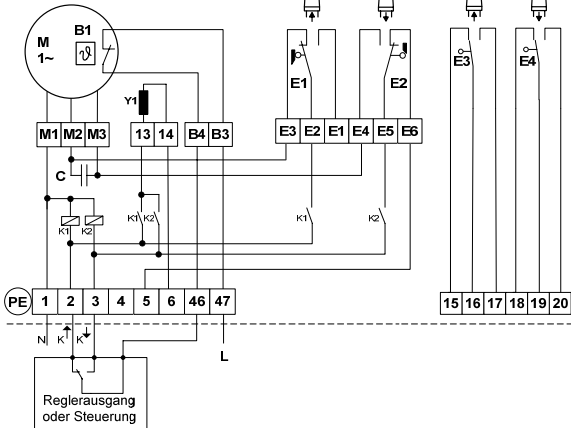 M
1~
B1
ϑ
Y1
E1
E2
E3
E4
M1 M2 M3
13 14
B4 B3
E3 E2 E1 E4 E5 E6
C
K1 K2
K1 K2
K1
K2
PE
1 2 3 4 5 6 46 47
15 16 17 18 19 20
N K K
L
Reglerausgang
oder Steuerung